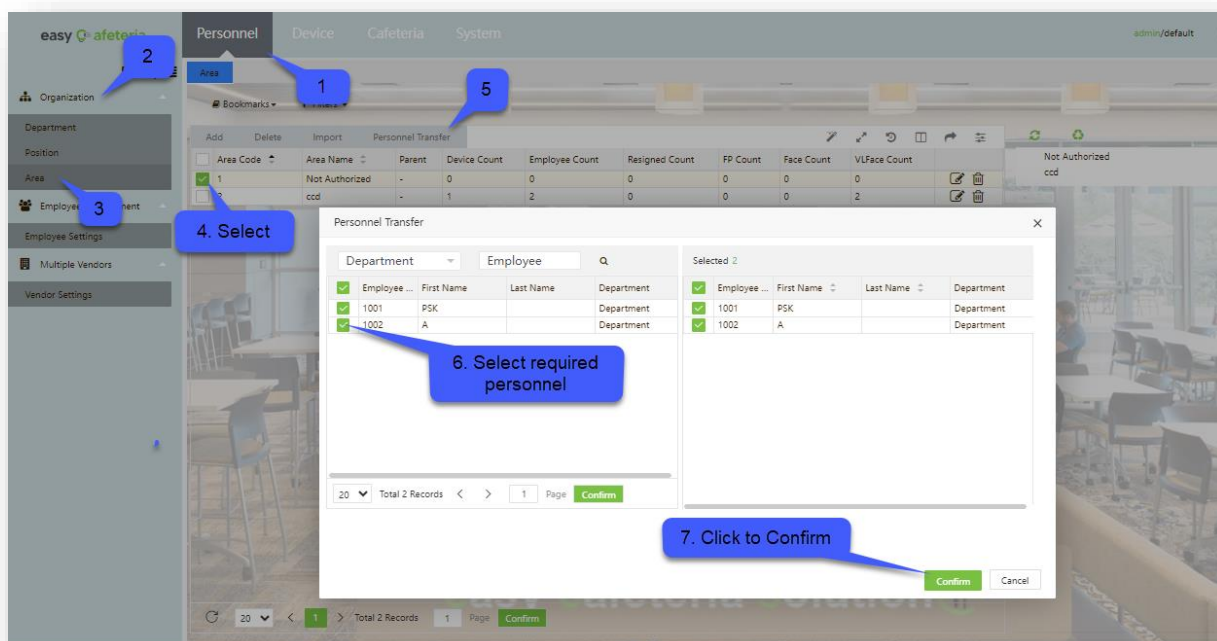 easy afeteria
Personnel Device Cafeteria System
admin/default
2
Area
1
5
Organization
Bookmarks
Filters
Department
Add Delete Import Personnel Transfer
Position
Area Code Area Name Parent Device Count Employee Count Resigned Count FP Count Face Count VLFace Count
Not Authorized
ccd
Area
1 Not Authorized - 0 0 0 0 0 0
2 ccd - 1 2 0 0 0 2
3
4. Select
Employee Settings
Multiple Vendors
Vendor Settings
Personnel Transfer
Department Employee
Selected 2
Employee ... First Name Last Name Department
1001 PSK Department
1002 A Department
Employee ... First Name Last Name Department
1001 PSK Department
1002 A Department
6. Select required
personnel
20 Total 2 Records 1 Page Confirm
7. Click to Confirm
Confirm Cancel
20 1 Total 2 Records 1 Page Confirm